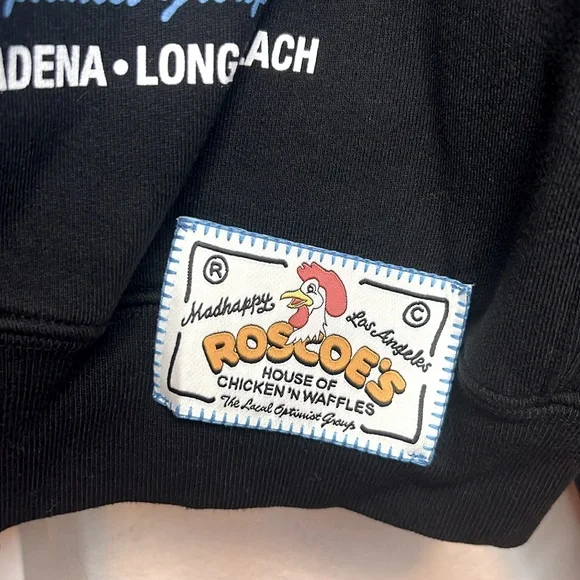 ADENA • LONG ACH
®
©
Madhappy
Los Angeles
ROSCOE'S
HOUSE OF
CHICKEN 'N WAFFLES
The Local Optimist Group